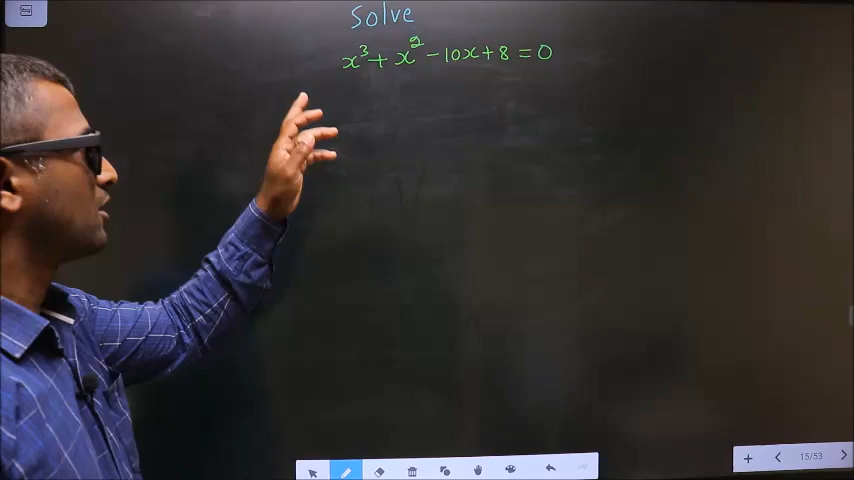 Solve
x³ + x² - 10x + 8 = 0
15/53